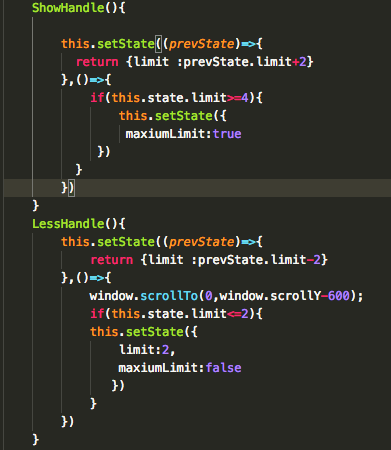 ShowHandle(){
this.setState((prevState)=>{
return {limit :prevState.limit+2}
},()=>{
if(this.state.limit>=4){
this.setState({
maxiumLimit:true
})
}
})
}
LessHandle(){
this.setState((prevState)=>{
return {limit :prevState.limit-2}
},()=>{
window.scrollTo(0,window.scrollY-600);
if(this.state.limit<=2){
this.setState({
limit:2,
maxiumLimit:false
})
}
})
}